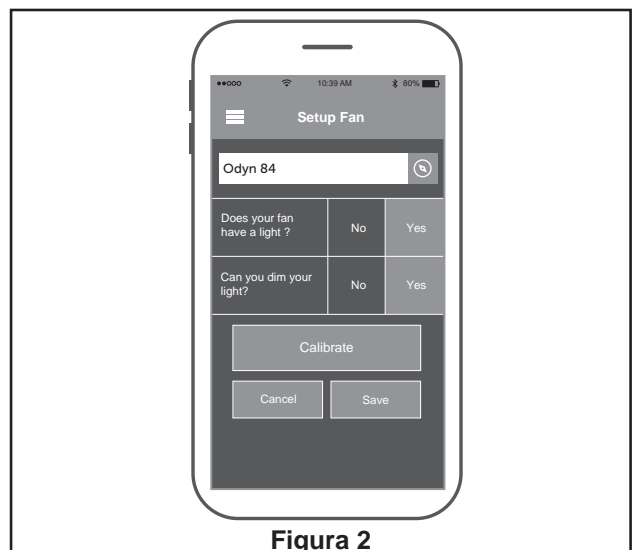 10:39 AM 80%
Setup Fan
Odyn 84
Does your fan
have a light ?
No
Yes
Can you dim your
light?
No
Yes
Calibrate
Cancel
Save
Figura 2